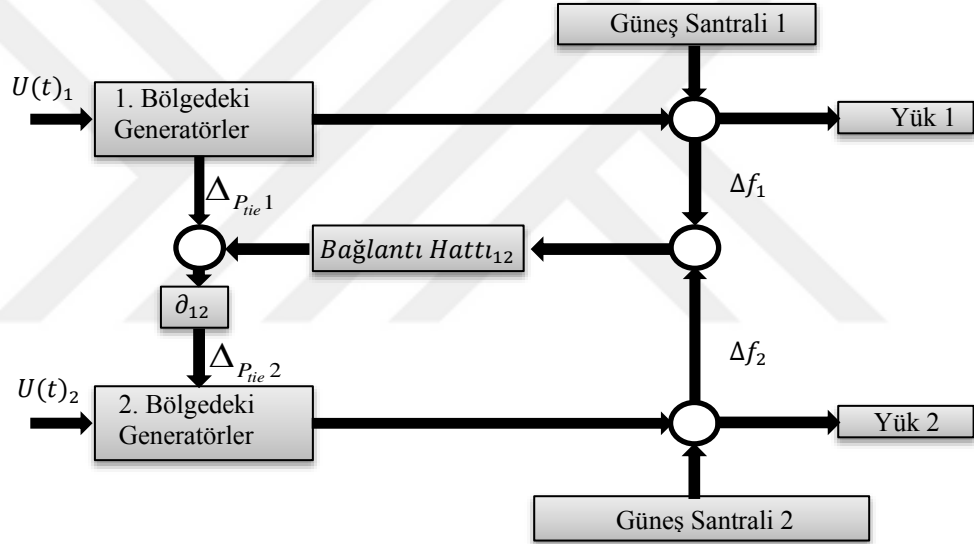 Güneş Santrali 1
U(t)₁
1. Bölgedeki
Generatörler
Yük 1
Δ_{P_{tie}1}
Δf₁
Bağlantı Hattı₁₂
∂₁₂
Δ_{P_{tie}2}
Δf₂
U(t)₂
2. Bölgedeki
Generatörler
Yük 2
Güneş Santrali 2